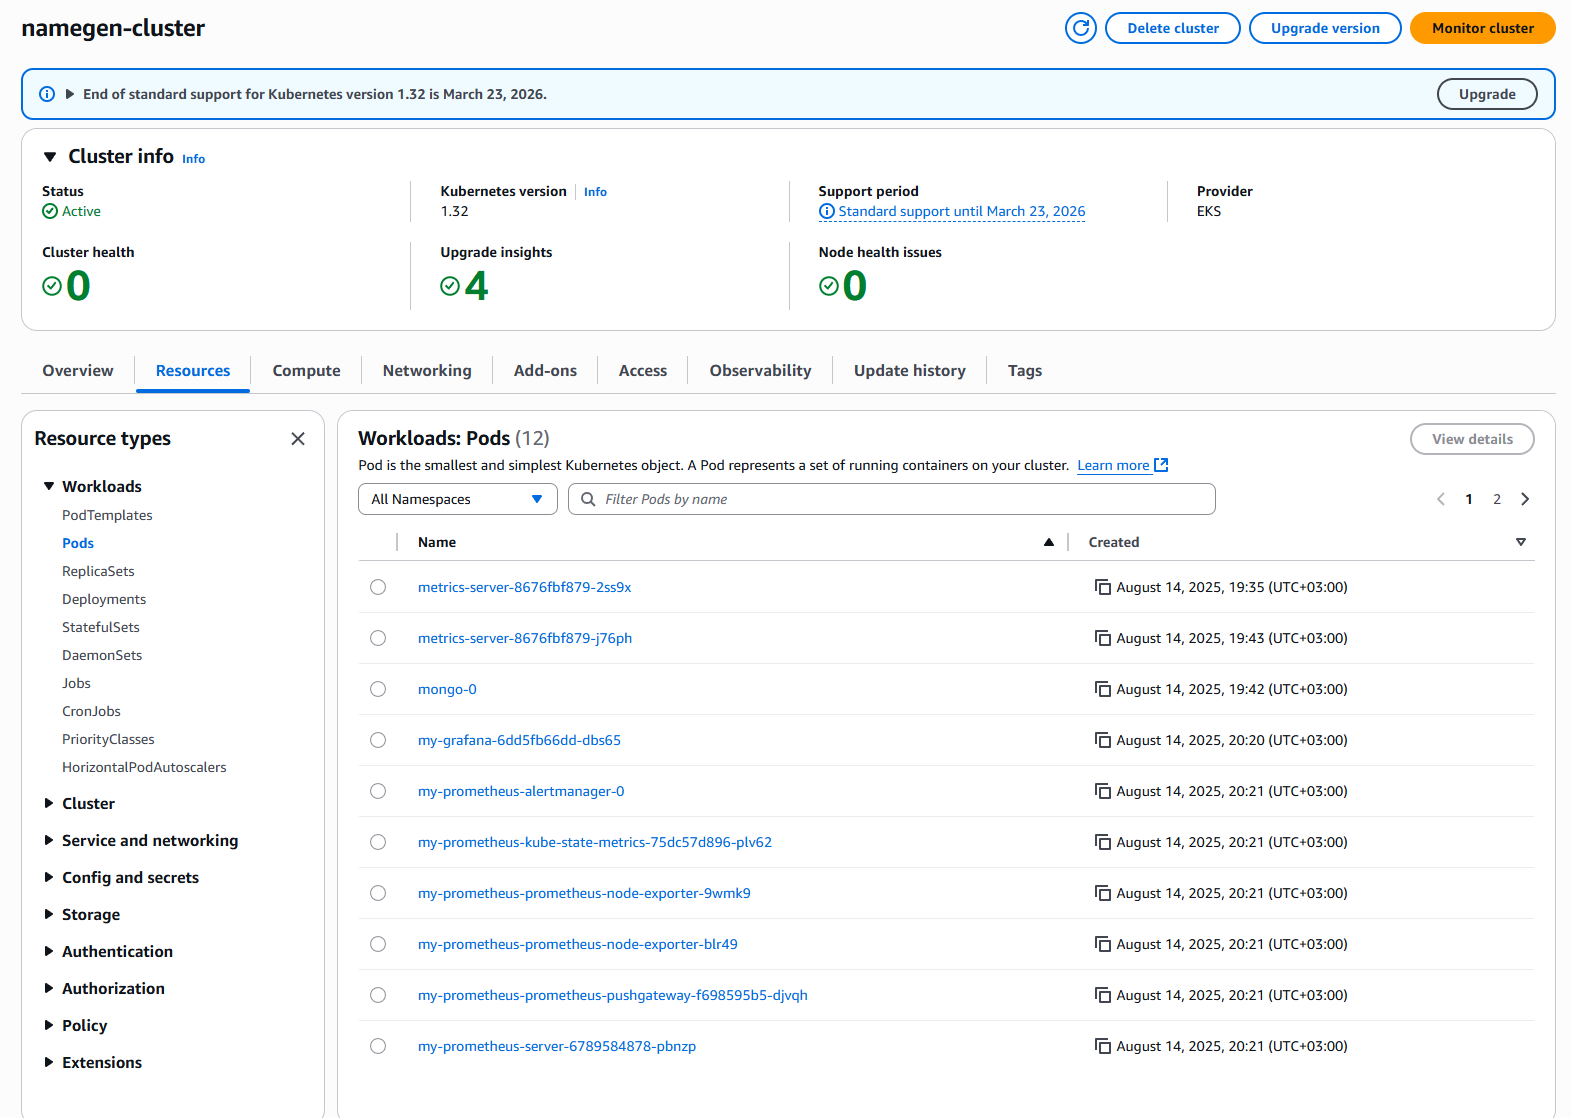 namegen-cluster
Delete cluster
Upgrade version
Monitor cluster
End of standard support for Kubernetes version 1.32 is March 23, 2026.
Upgrade
Cluster info Info
Status
Active
Kubernetes version Info
1.32
Support period
Standard support until March 23, 2026
Provider
EKS
Cluster health
0
Upgrade insights
4
Node health issues
0
Overview
Resources
Compute
Networking
Add-ons
Access
Observability
Update history
Tags
Resource types
Workloads
PodTemplates
Pods
ReplicaSets
Deployments
StatefulSets
DaemonSets
Jobs
CronJobs
PriorityClasses
HorizontalPodAutoscalers
Cluster
Service and networking
Config and secrets
Storage
Authentication
Authorization
Policy
Extensions
Workloads: Pods (12)
View details
Pod is the smallest and simplest Kubernetes object. A Pod represents a set of running containers on your cluster. Learn more
All Namespaces
Filter Pods by name
1 2
Name Created
metrics-server-8676fbf879-2ss9x August 14, 2025, 19:35 (UTC+03:00)
metrics-server-8676fbf879-j76ph August 14, 2025, 19:43 (UTC+03:00)
mongo-0 August 14, 2025, 19:42 (UTC+03:00)
my-grafana-6dd5fb66dd-dbs65 August 14, 2025, 20:20 (UTC+03:00)
my-prometheus-alertmanager-0 August 14, 2025, 20:21 (UTC+03:00)
my-prometheus-kube-state-metrics-75dc57d896-plv62 August 14, 2025, 20:21 (UTC+03:00)
my-prometheus-prometheus-node-exporter-9wmk9 August 14, 2025, 20:21 (UTC+03:00)
my-prometheus-prometheus-node-exporter-blr49 August 14, 2025, 20:21 (UTC+03:00)
my-prometheus-prometheus-pushgateway-f698595b5-djvqh August 14, 2025, 20:21 (UTC+03:00)
my-prometheus-server-6789584878-pbnzp August 14, 2025, 20:21 (UTC+03:00)